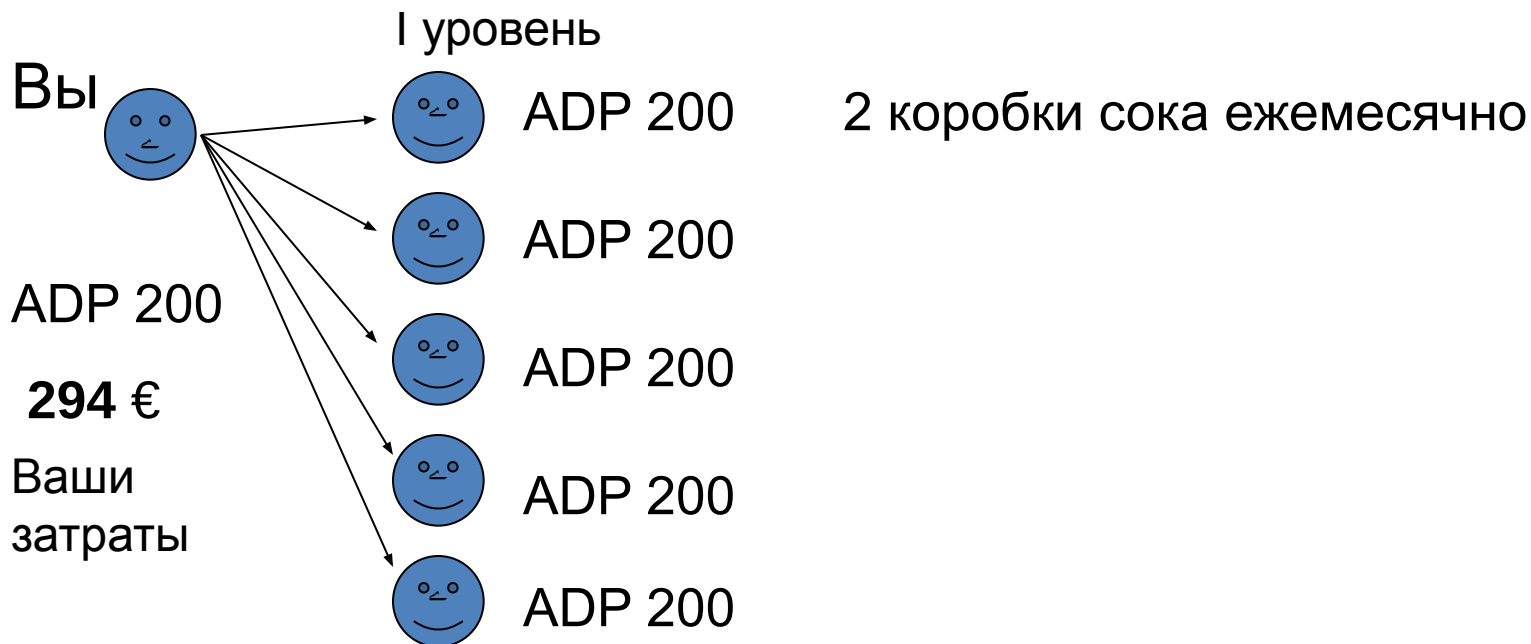 I уровень
Вы
ADP 200
2 коробки сока ежемесячно
ADP 200
ADP 200
ADP 200
294 €
Ваши
затраты
ADP 200
ADP 200